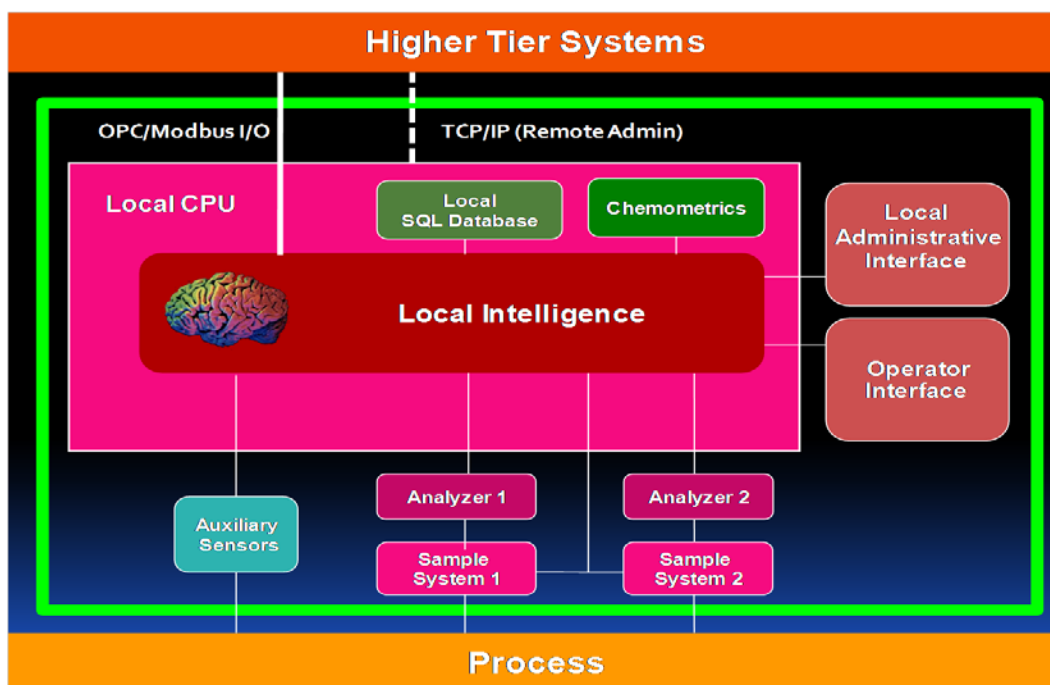 Higher Tier Systems
OPC/Modbus I/O
TCP/IP (Remote Admin)
Local CPU
Local
SQL Database
Chemometrics
Local
Administrative
Interface
Local Intelligence
Operator
Interface
Analyzer 1
Analyzer 2
Auxiliary
Sensors
Sample
System 1
Sample
System 2
Process